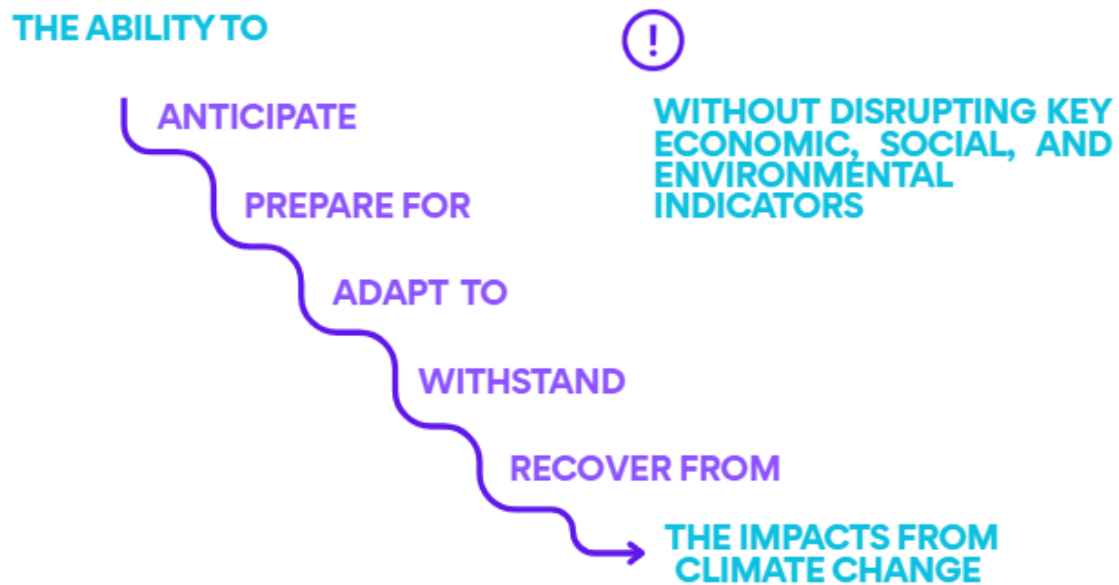 THE ABILITY TO
!
ANTICIPATE
PREPARE FOR
ADAPT TO
WITHSTAND
RECOVER FROM
THE IMPACTS FROM
CLIMATE CHANGE
WITHOUT DISRUPTING KEY
ECONOMIC, SOCIAL, AND
ENVIRONMENTAL
INDICATORS